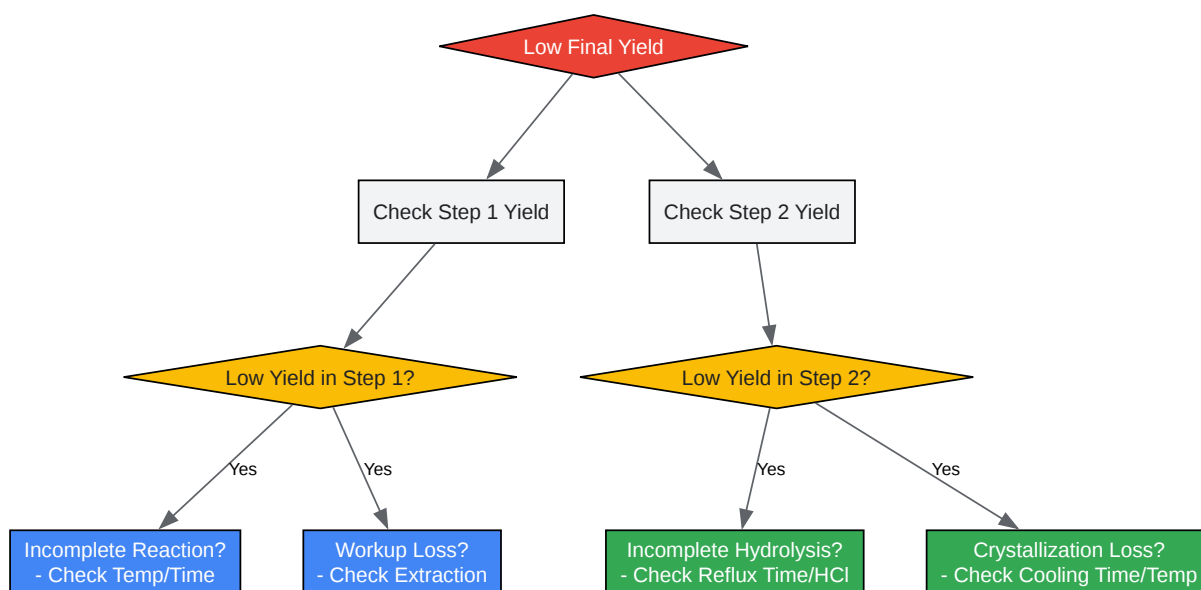 Low Final Yield
Check Step 1 Yield
Check Step 2 Yield
Low Yield in Step 1?
Low Yield in Step 2?
Yes
Yes
Yes
Yes
Incomplete Reaction?
- Check Temp/Time
Workup Loss?
- Check Extraction
Incomplete Hydrolysis?
- Check Reflux Time/HCl
Crystallization Loss?
- Check Cooling Time/Temp